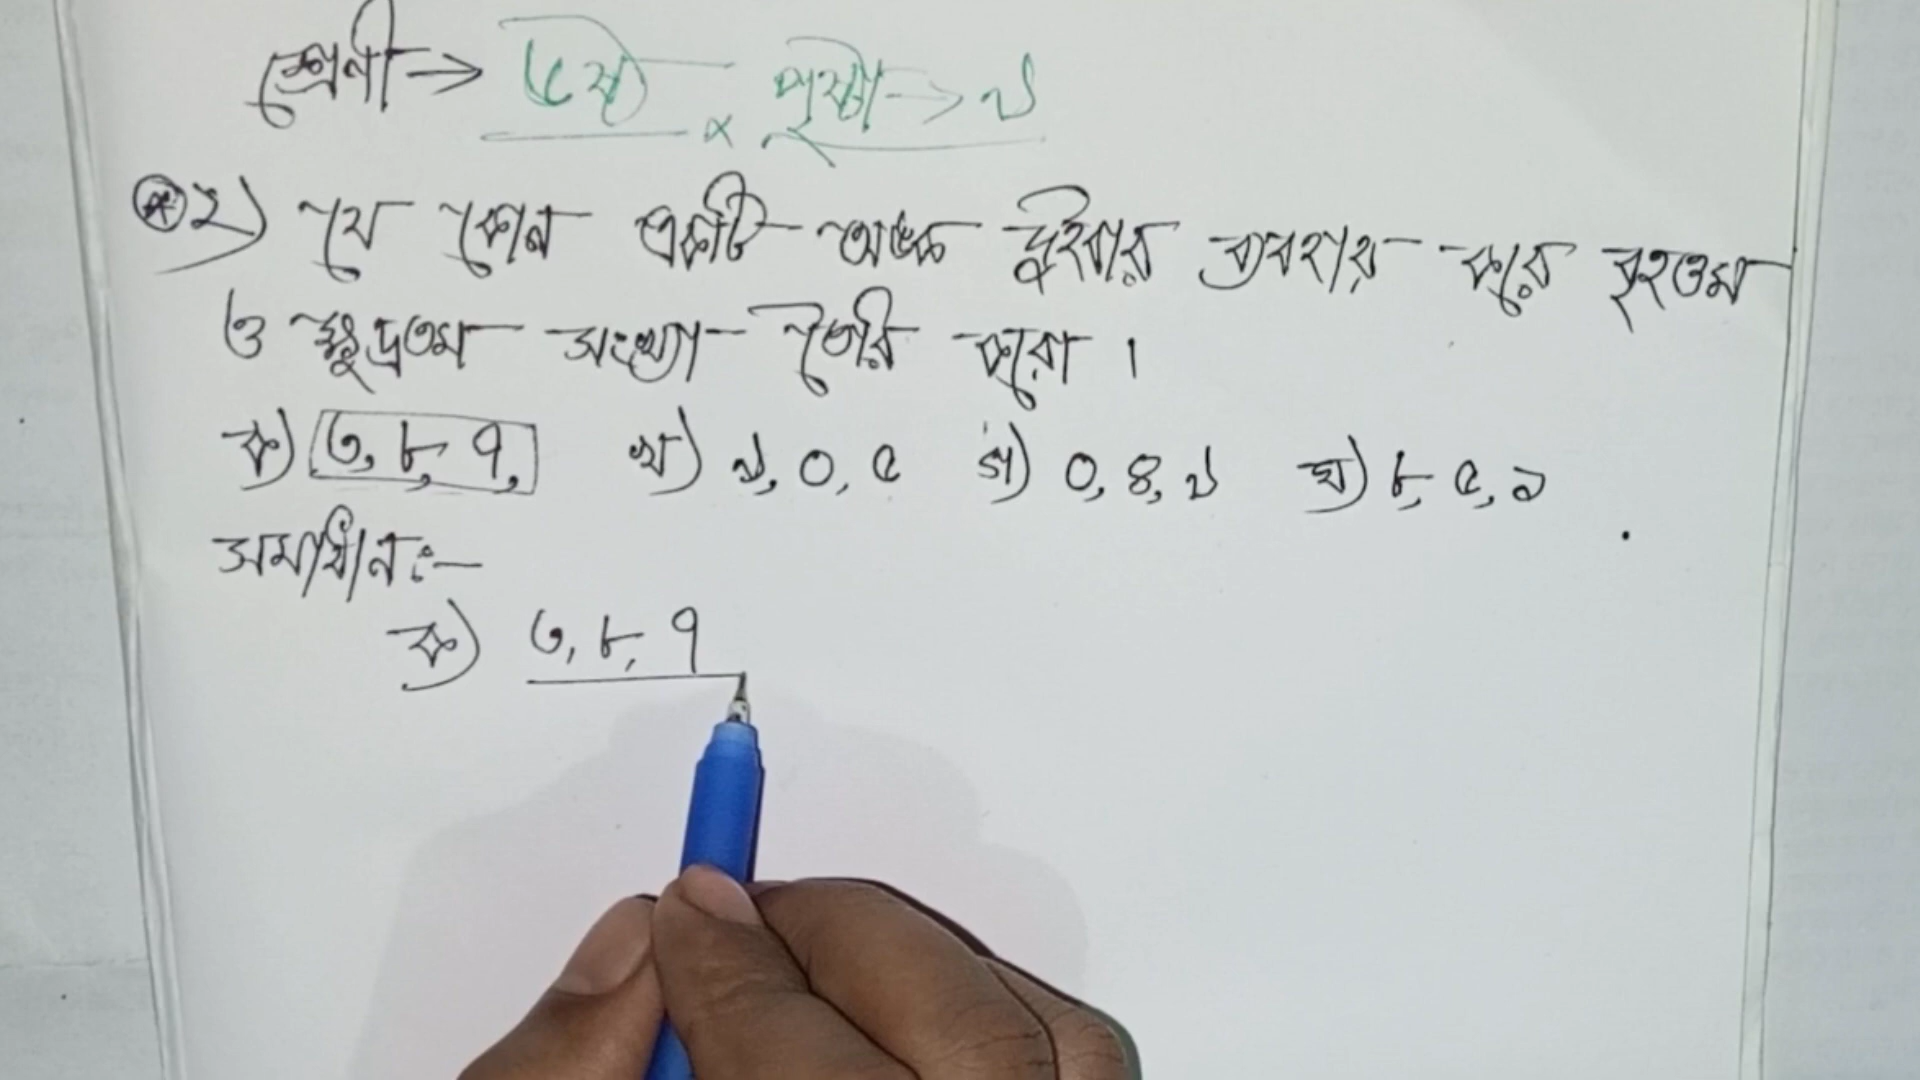 শ্রেণী → ৫ম × পৃষ্ঠা → ৯
২) যে কোন একটি অঙ্ক দুইবার ব্যবহার করে বৃহত্তম
ও ক্ষুদ্রতম সংখ্যা তৈরি করো ।
ক) ৩, ৮, ৭, খ) ৯, ০, ৫ গ) ০, ৪, ৯ ঘ) ৮, ৫, ১
সমাধান:-
ক) ৩, ৮, ৭